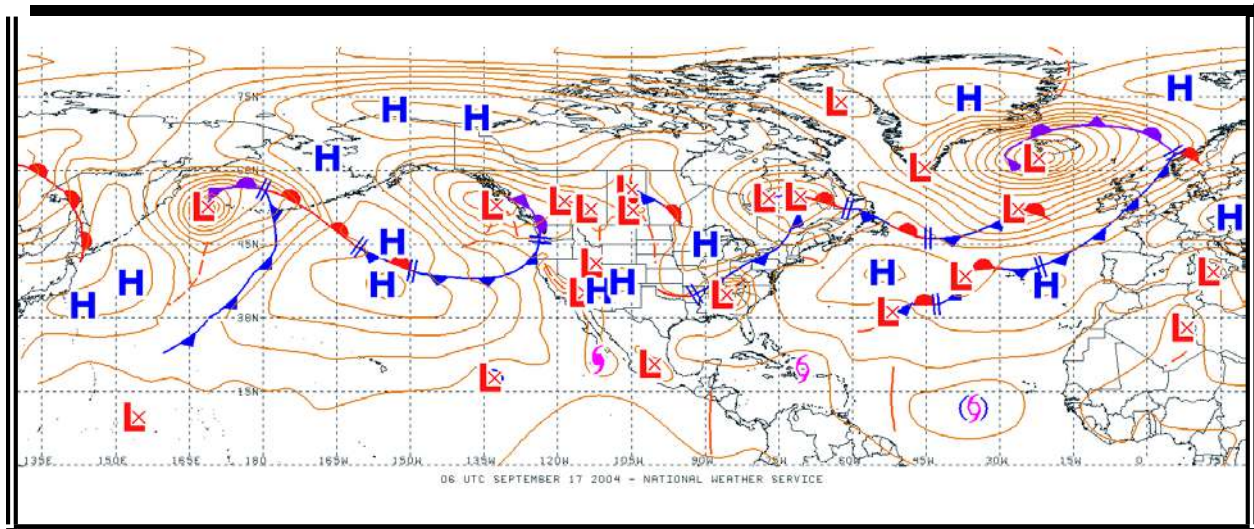 H H 75N L H H
H 60N L L
L L L L L L L L L H
H 45N H
H H H L L H H L L H L H L
30N L L
L L
15N
L
135E 150E 165E 180 165W 150W 135W 120W 105W 90W 75W 60W 45W 30W 15W 0 15E
06 UTC SEPTEMBER 17 2004 - NATIONAL WEATHER SERVICE